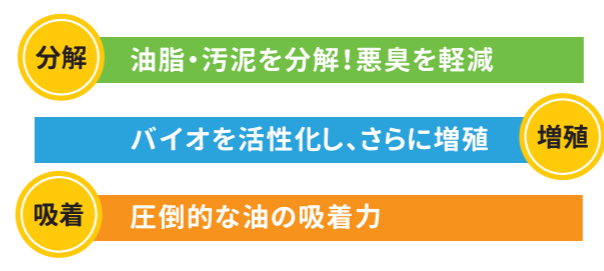 分解
油脂・汚泥を分解！悪臭を軽減
バイオを活性化し、さらに増殖
増殖
吸着
圧倒的な油の吸着力